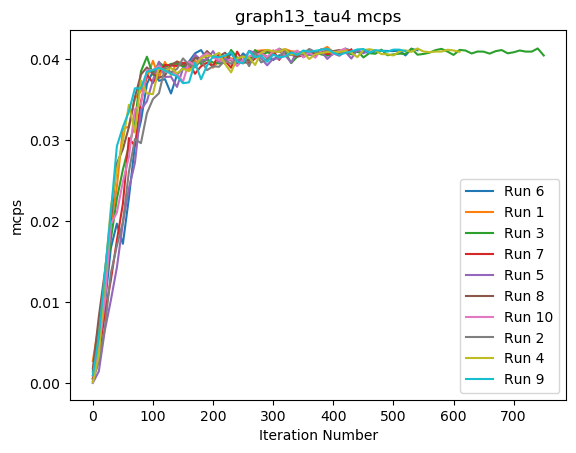 graph13_tau4 mcps
mcps
0.04
0.03
0.02
0.01
0.00
0 100 200 300 400 500 600 700
Iteration Number
Run 6
Run 1
Run 3
Run 7
Run 5
Run 8
Run 10
Run 2
Run 4
Run 9